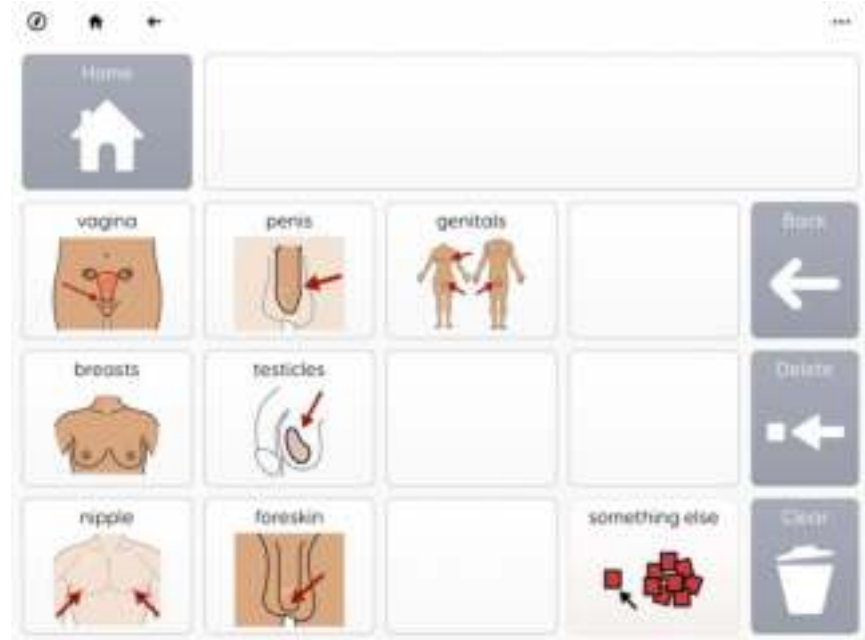 Home
vagina
penis
genitals
Back
breasts
testicles
Delete
nipple
foreskin
something else
Clear